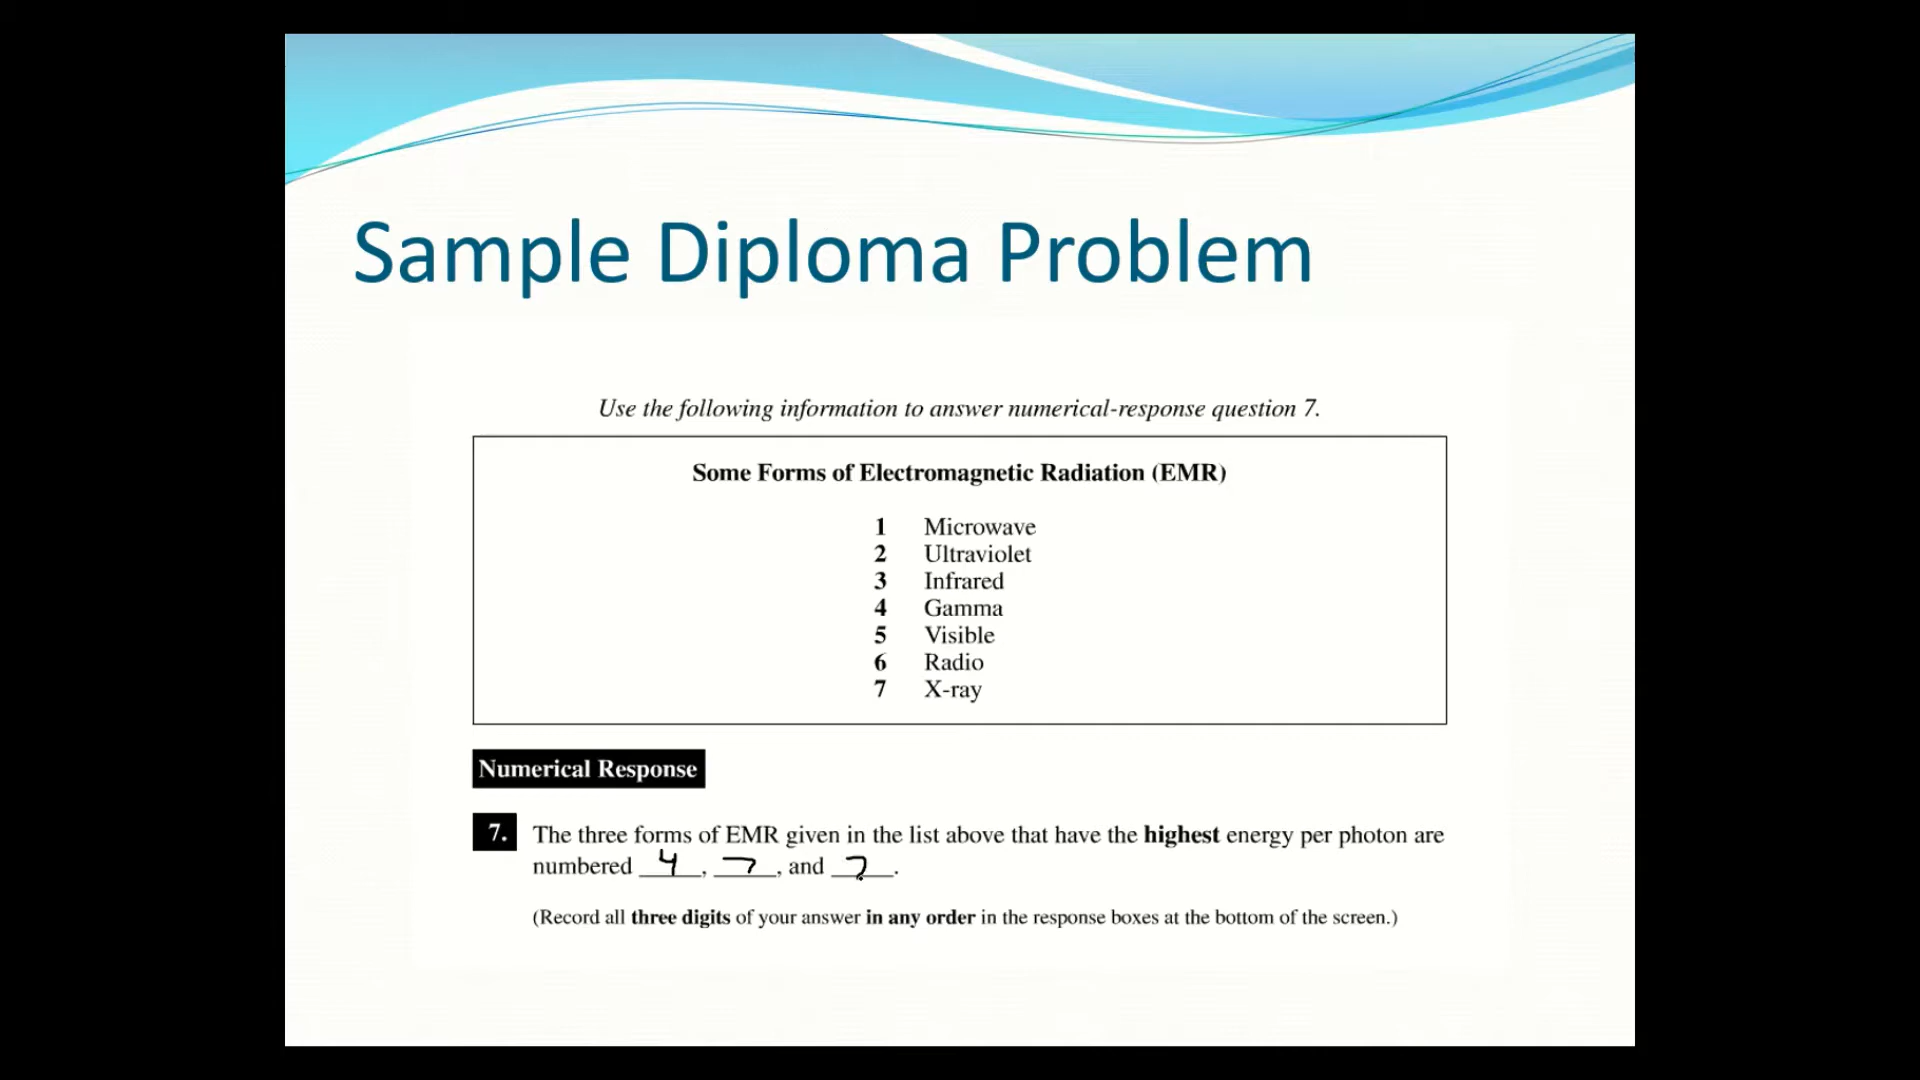 Sample Diploma Problem
Use the following information to answer numerical-response question 7.
Some Forms of Electromagnetic Radiation (EMR)
1 Microwave
2 Ultraviolet
3 Infrared
4 Gamma
5 Visible
6 Radio
7 X-ray
Numerical Response
7. The three forms of EMR given in the list above that have the highest energy per photon are
numbered 4, 7, and 2.
(Record all three digits of your answer in any order in the response boxes at the bottom of the screen.)